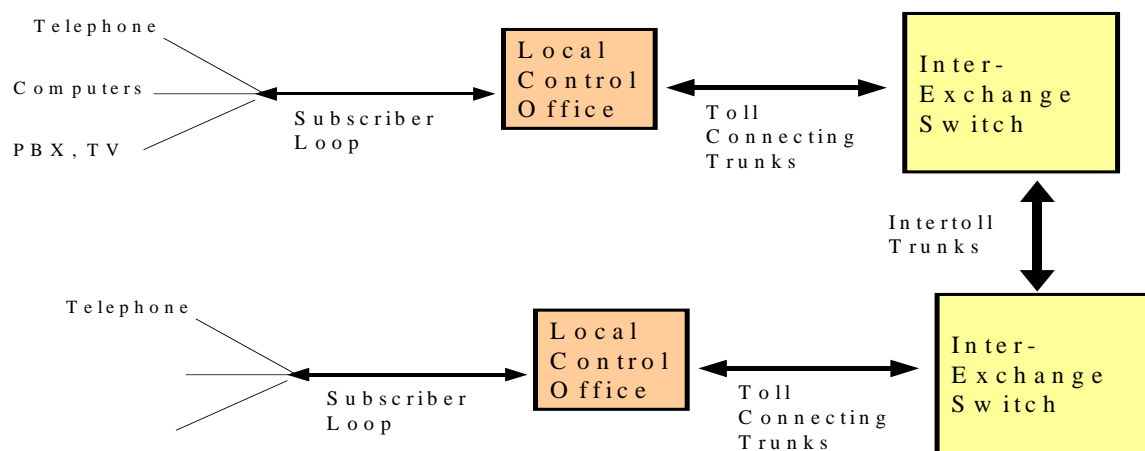 Telephone
Computers
PBX, TV
Subscriber
Loop
Local
Control
Office
Toll
Connecting
Trunks
Inter-
Exchange
Switch
Intertoll
Trunks
Telephone
Subscriber
Loop
Local
Control
Office
Toll
Connecting
Trunks
Inter-
Exchange
Switch